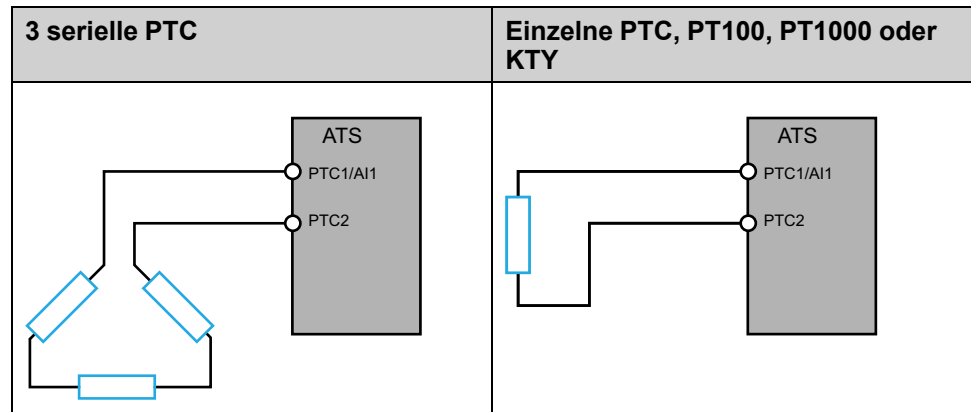 3 serielle PTC
Einzelne PTC, PT100, PT1000 oder
KTY
ATS
PTC1/AI1
PTC2
ATS
PTC1/AI1
PTC2